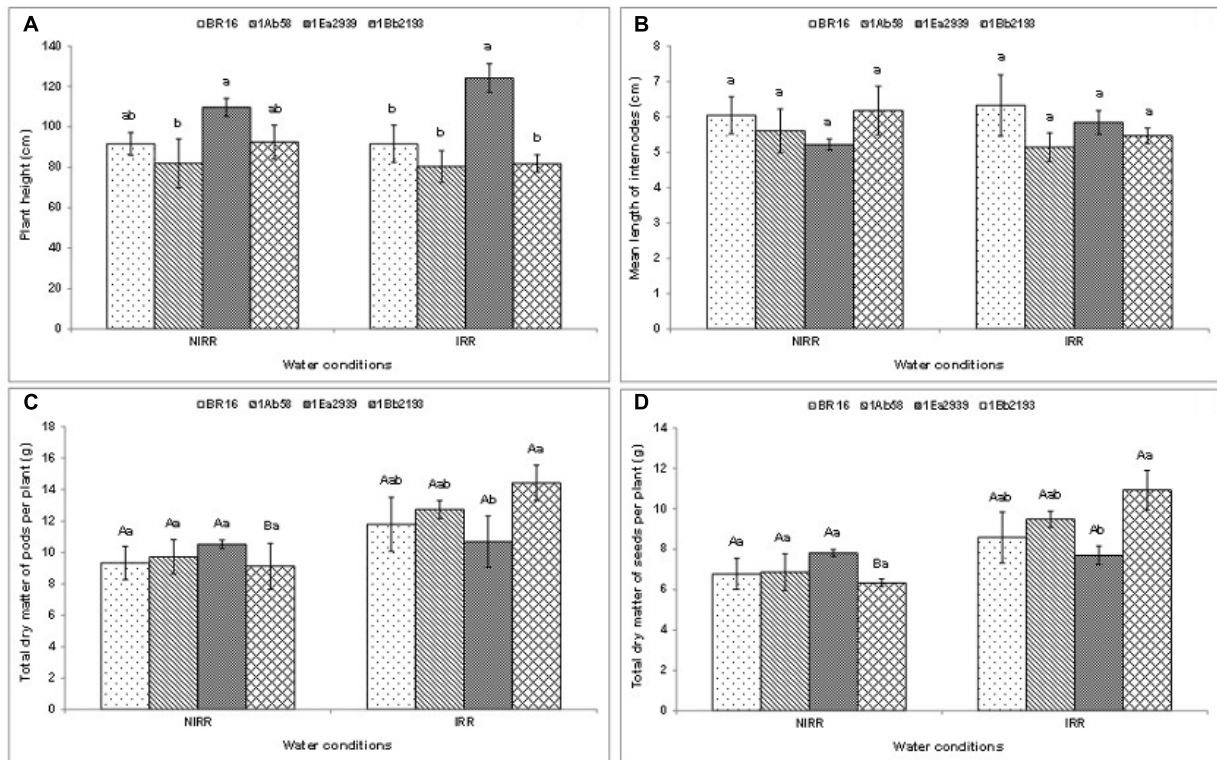 A
BR16 1Ab58 1Ea2939 1Bb2193
Plant height (cm)
140
120
100
80
60
40
20
0
ab b a ab b b a b
NIRR IRR
Water conditions
B
BR16 1Ab58 1Ea2939 1Bb2193
Mean length of internodes (cm)
8
7
6
5
4
3
2
1
0
a a a a a a a a
NIRR IRR
Water conditions
C
BR16 1Ab58 1Ea2939 1Bb2193
Total dry matter of pods per plant (g)
18
16
14
12
10
8
6
4
2
0
Aa Aa Aa Ba Aab Aab Ab Aa
NIRR IRR
Water conditions
D
BR16 1Ab58 1Ea2939 1Bb2193
Total dry matter of seeds per plant (g)
14
12
10
8
6
4
2
0
Aa Aa Aa Ba Aab Aab Ab Aa
NIRR IRR
Water conditions